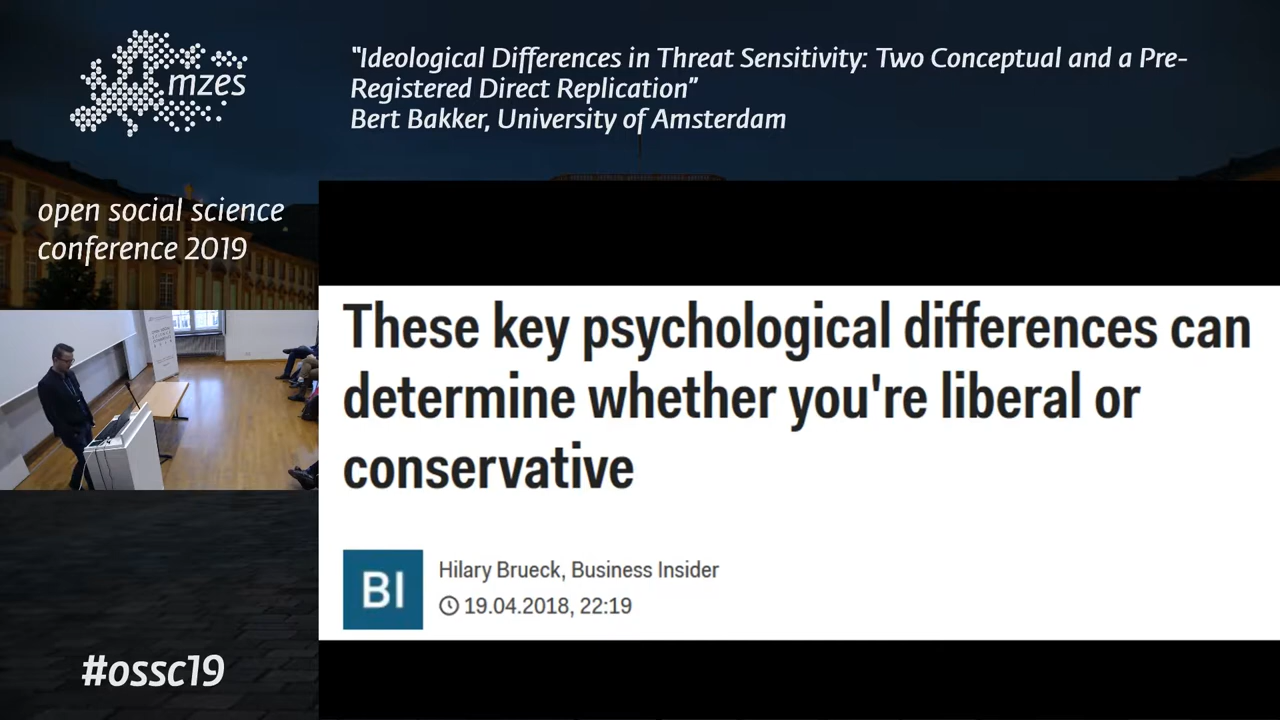 mzes
"Ideological Differences in Threat Sensitivity: Two Conceptual and a Pre-
Registered Direct Replication"
Bert Bakker, University of Amsterdam
open social science
conference 2019
These key psychological differences can
determine whether you're liberal or
conservative
BI
Hilary Brueck, Business Insider
19.04.2018, 22:19
#ossc19